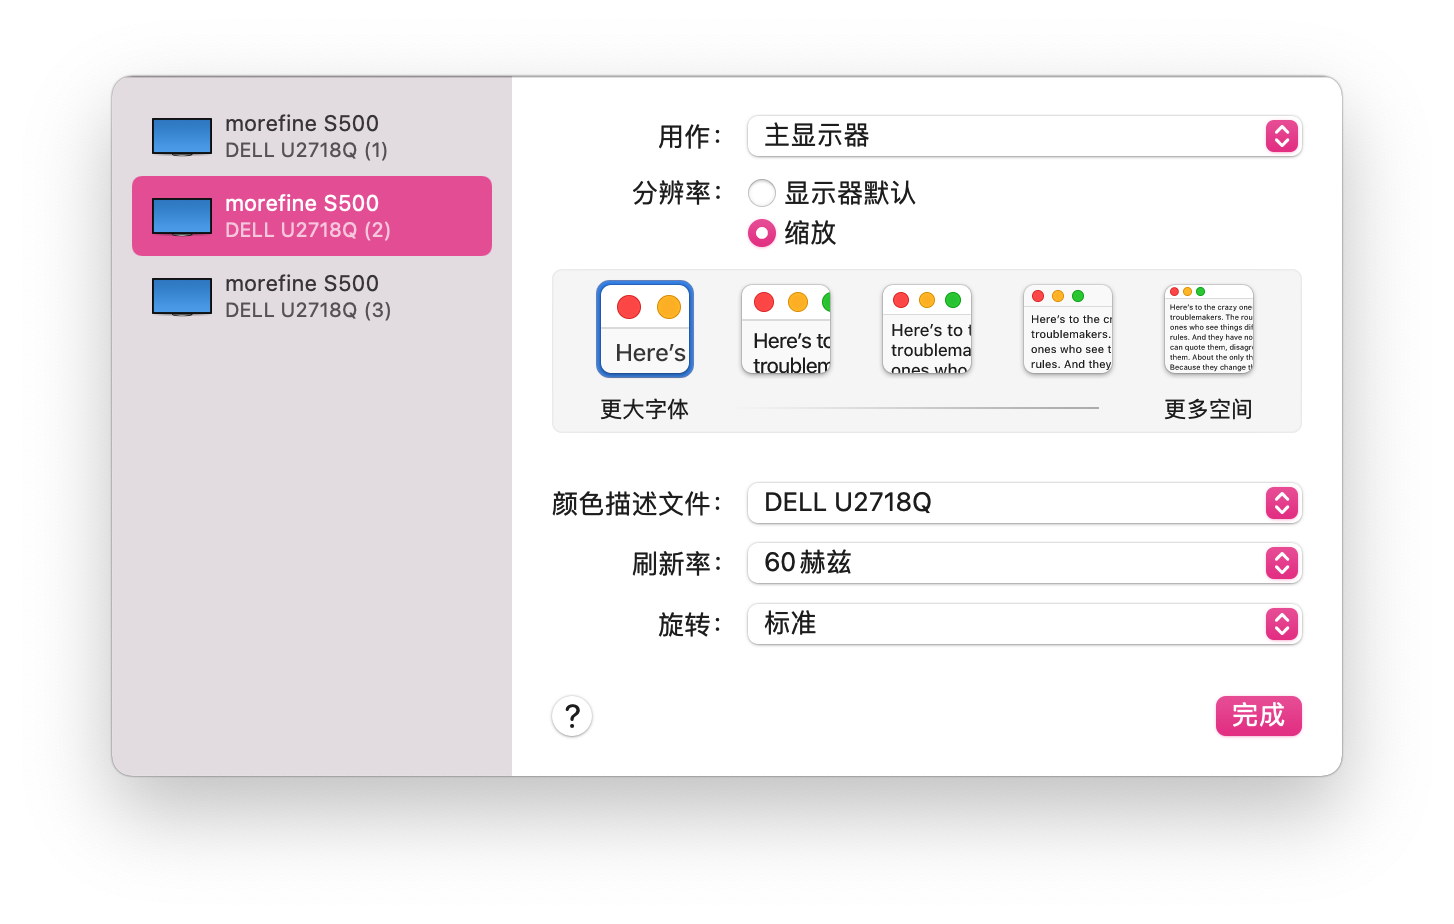 morefine S500
DELL U2718Q (1)
morefine S500
DELL U2718Q (2)
morefine S500
DELL U2718Q (3)
用作： 主显示器
分辨率： 显示器默认
缩放
Here’s
Here’s to
troublem
Here’s to t
troublema
ones who
Here’s to the cr
troublemakers.
ones who see t
rules. And they
Here’s to the crazy one
troublemakers. The rou
ones who see things dif
rules. And they have no
can quote them, disagr
them. About the only th
Because they change th
更大字体
更多空间
颜色描述文件： DELL U2718Q
刷新率： 60赫兹
旋转： 标准
?
完成